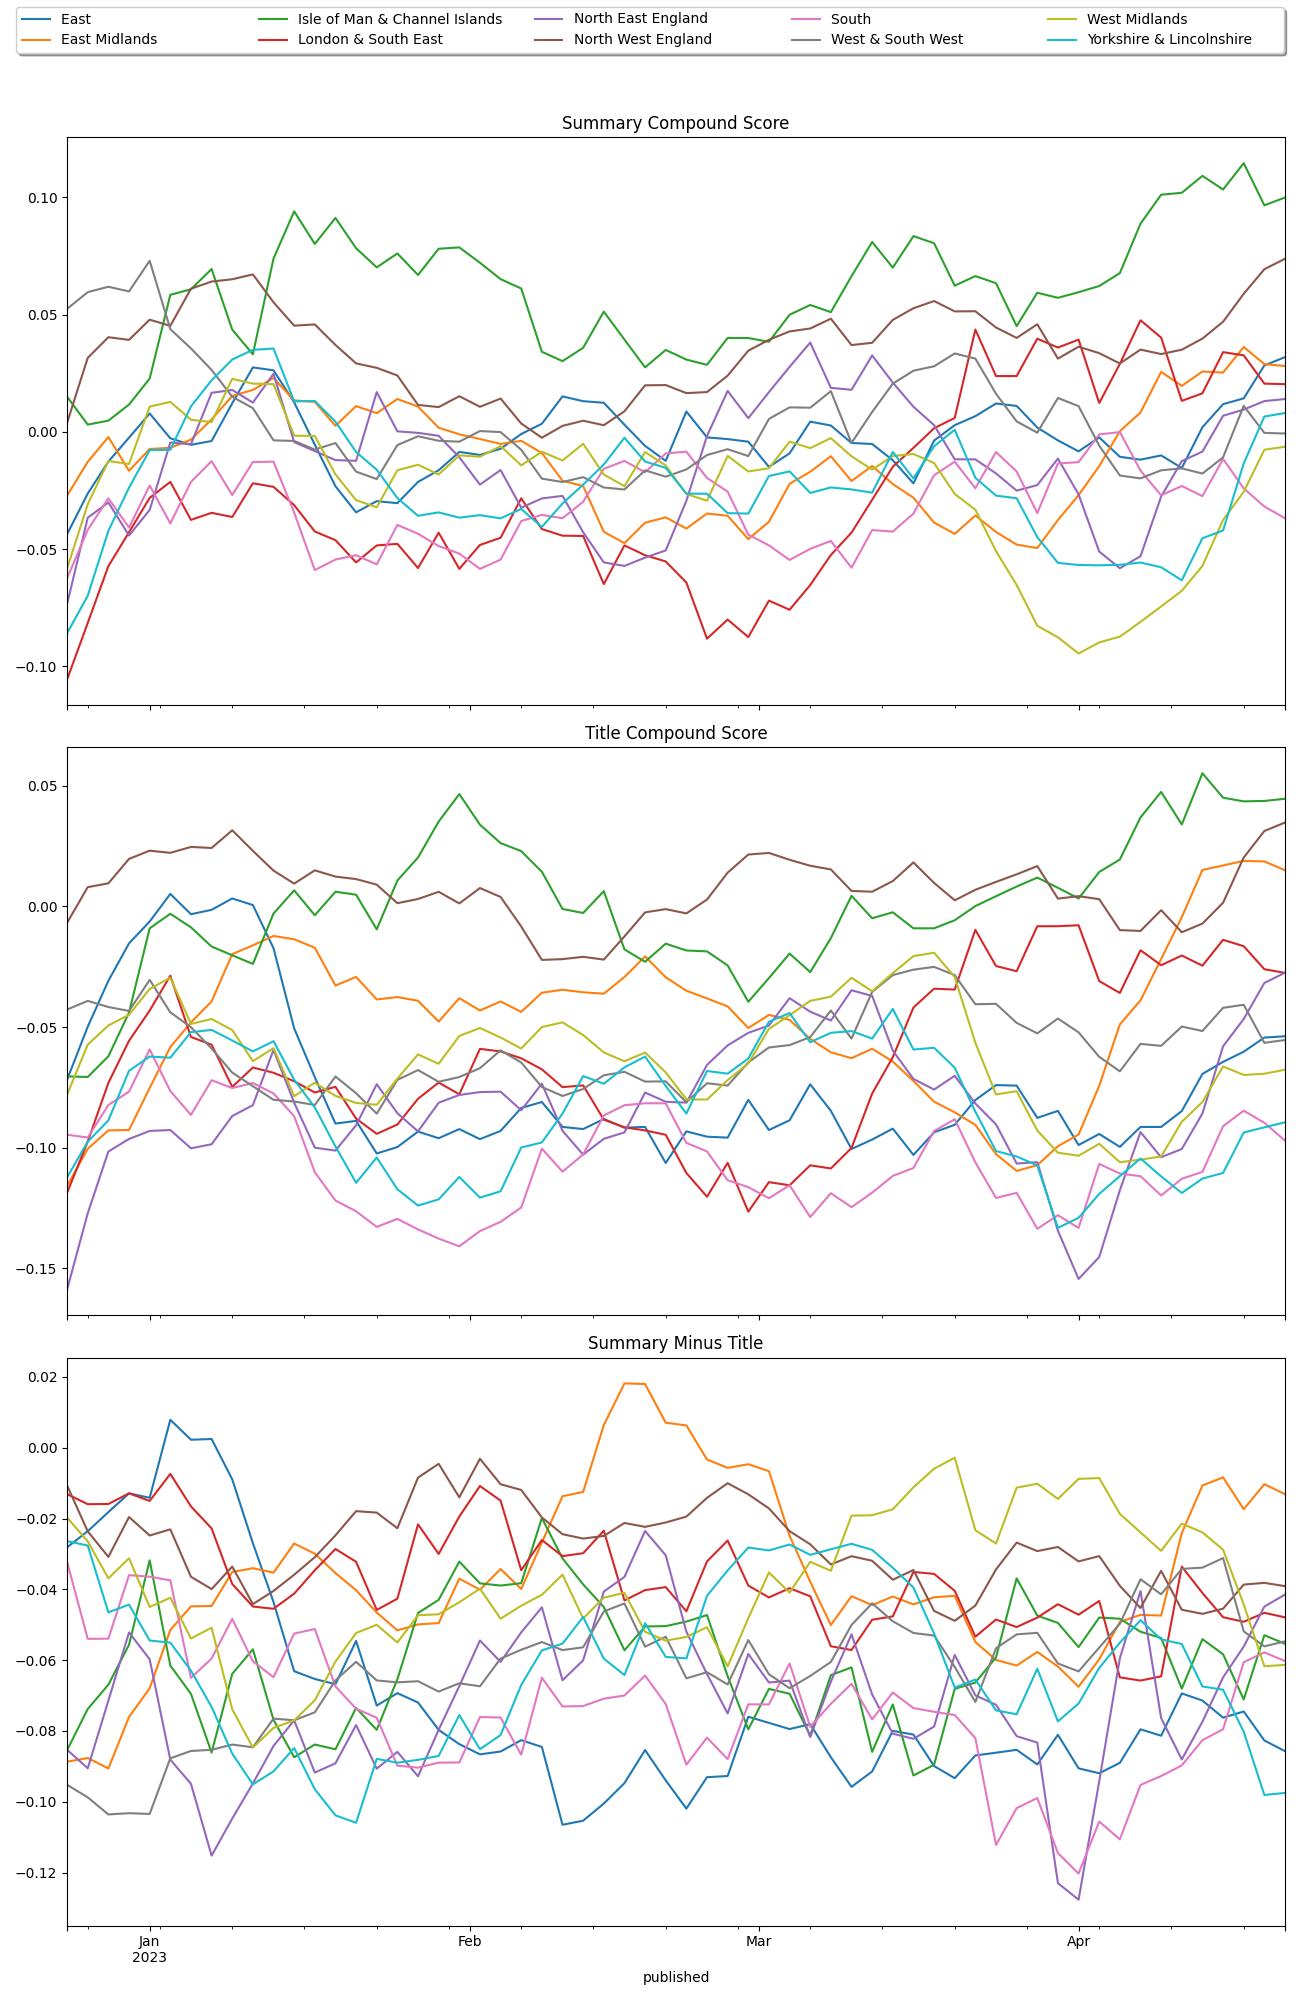 East
Isle of Man & Channel Islands
North East England
South
West Midlands
East Midlands
London & South East
North West England
West & South West
Yorkshire & Lincolnshire
Summary Compound Score
0.10
0.05
0.00
−0.05
−0.10
Title Compound Score
0.05
0.00
−0.05
−0.10
−0.15
Summary Minus Title
0.02
0.00
−0.02
−0.04
−0.06
−0.08
−0.10
−0.12
Jan
Feb
Mar
Apr
2023
published